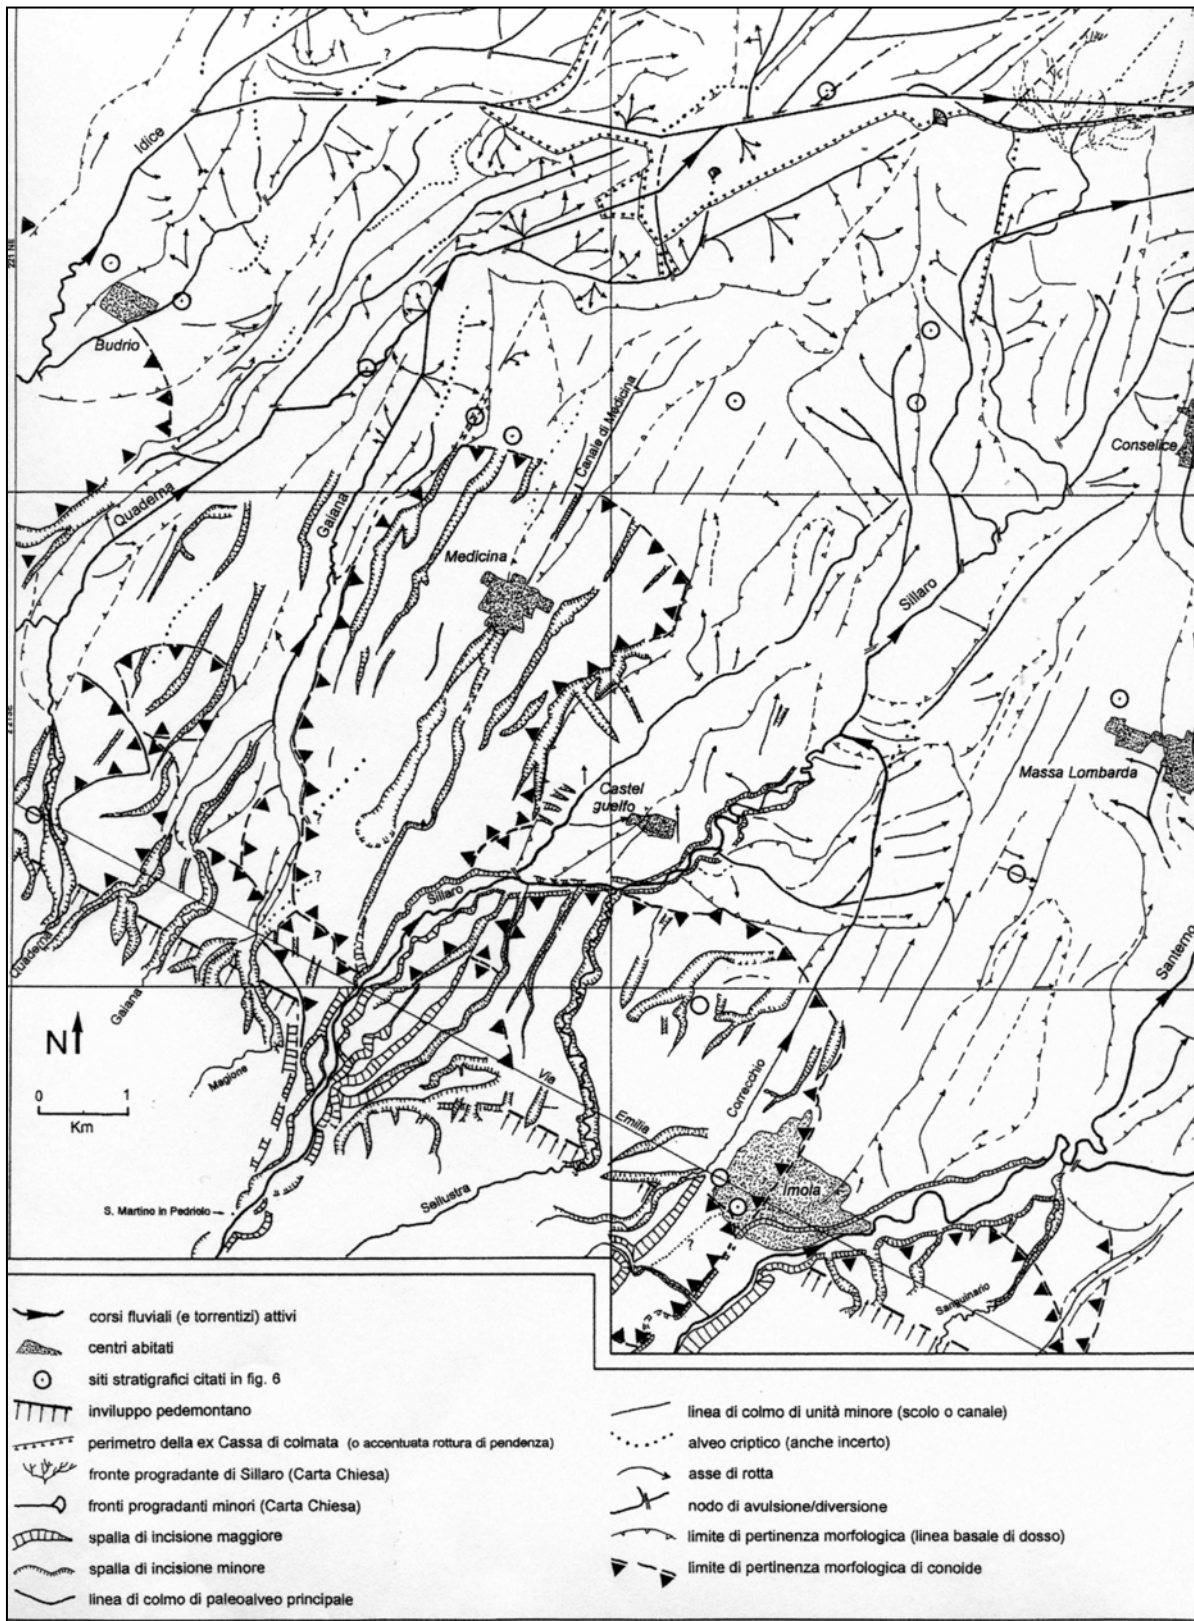 Idice
221 NE
Budrio
Canale di Medicina
Conselice
Quaderna
Gaiana
Medicina
Sillaro
Massa Lombarda
Castel
guelfo
?
?
?
Sillaro
Santerno
Quaderna
Gaiana
N
Magione
0 1
Km
Via
Emilia
Correcchio
Sellustra
S. Martino in Pedriolo
Imola
?
Sanguinario
corsi fluviali (e torrentizi) attivi
centri abitati
siti stratigrafici citati in fig. 6
inviluppo pedemontano
perimetro della ex Cassa di colmata (o accentuata rottura di pendenza)
fronte progradante di Sillaro (Carta Chiesa)
fronti progradanti minori (Carta Chiesa)
spalla di incisione maggiore
spalla di incisione minore
linea di colmo di paleoalveo principale
linea di colmo di unità minore (scolo o canale)
alveo criptico (anche incerto)
asse di rotta
nodo di avulsione/diversione
limite di pertinenza morfologica (linea basale di dosso)
limite di pertinenza morfologica di conoide